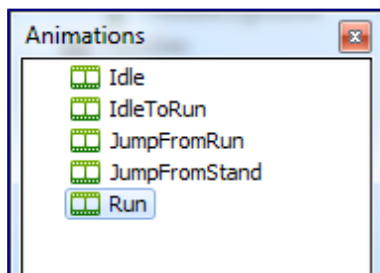 Animations
Idle
IdleToRun
JumpFromRun
JumpFromStand
Run